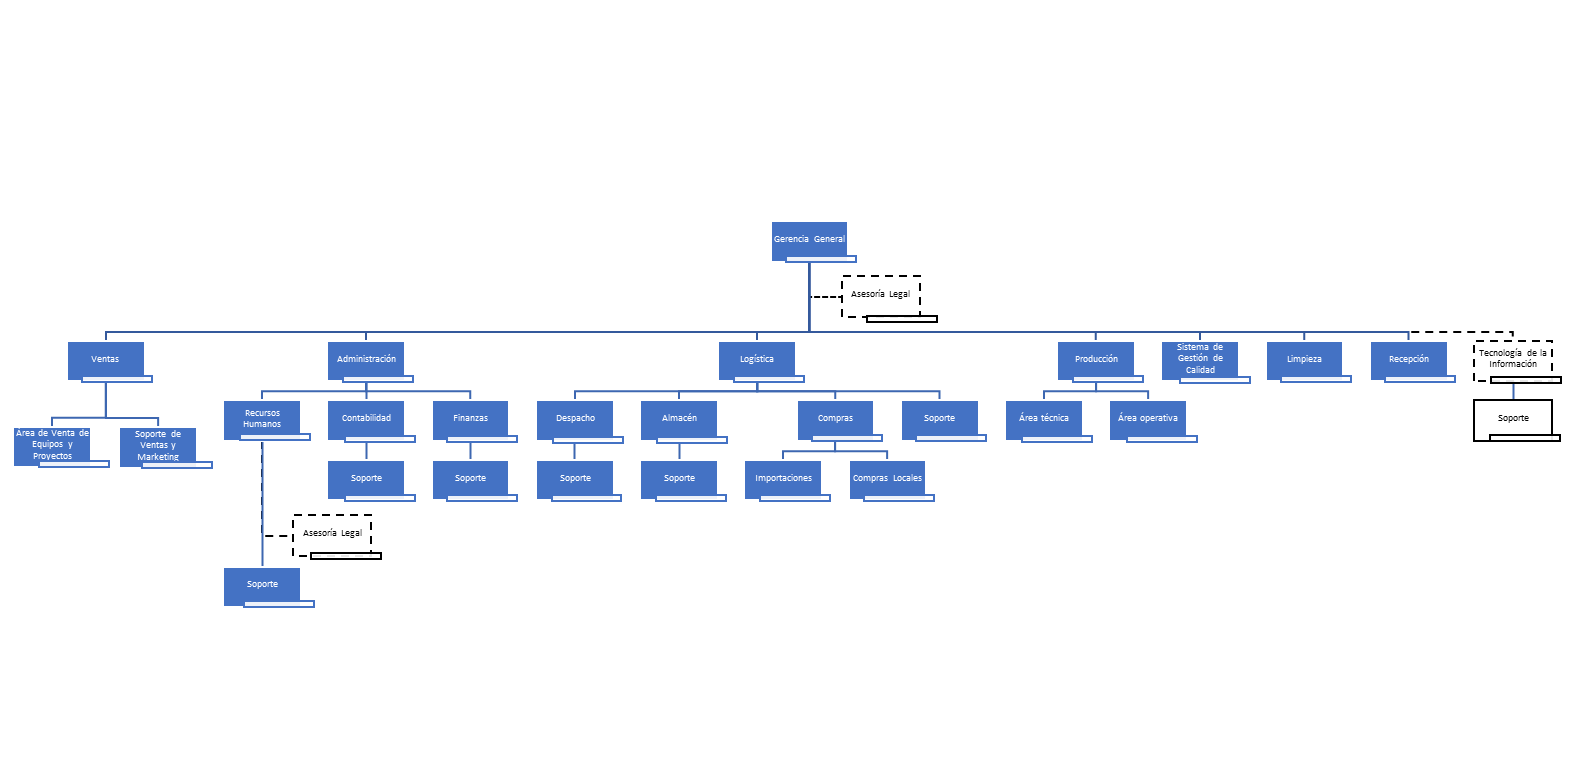 Gerencia General
Asesoría Legal
Ventas
Administración
Logística
Producción
Sistema de
Gestión de
Calidad
Limpieza
Recepción
Tecnología de la
Información
Área de Venta de
Equipos y
Proyectos
Soporte de
Ventas y
Marketing
Recursos
Humanos
Contabilidad
Finanzas
Despacho
Almacén
Compras
Soporte
Área técnica
Área operativa
Soporte
Soporte
Soporte
Soporte
Soporte
Importaciones
Compras Locales
Asesoría Legal
Soporte